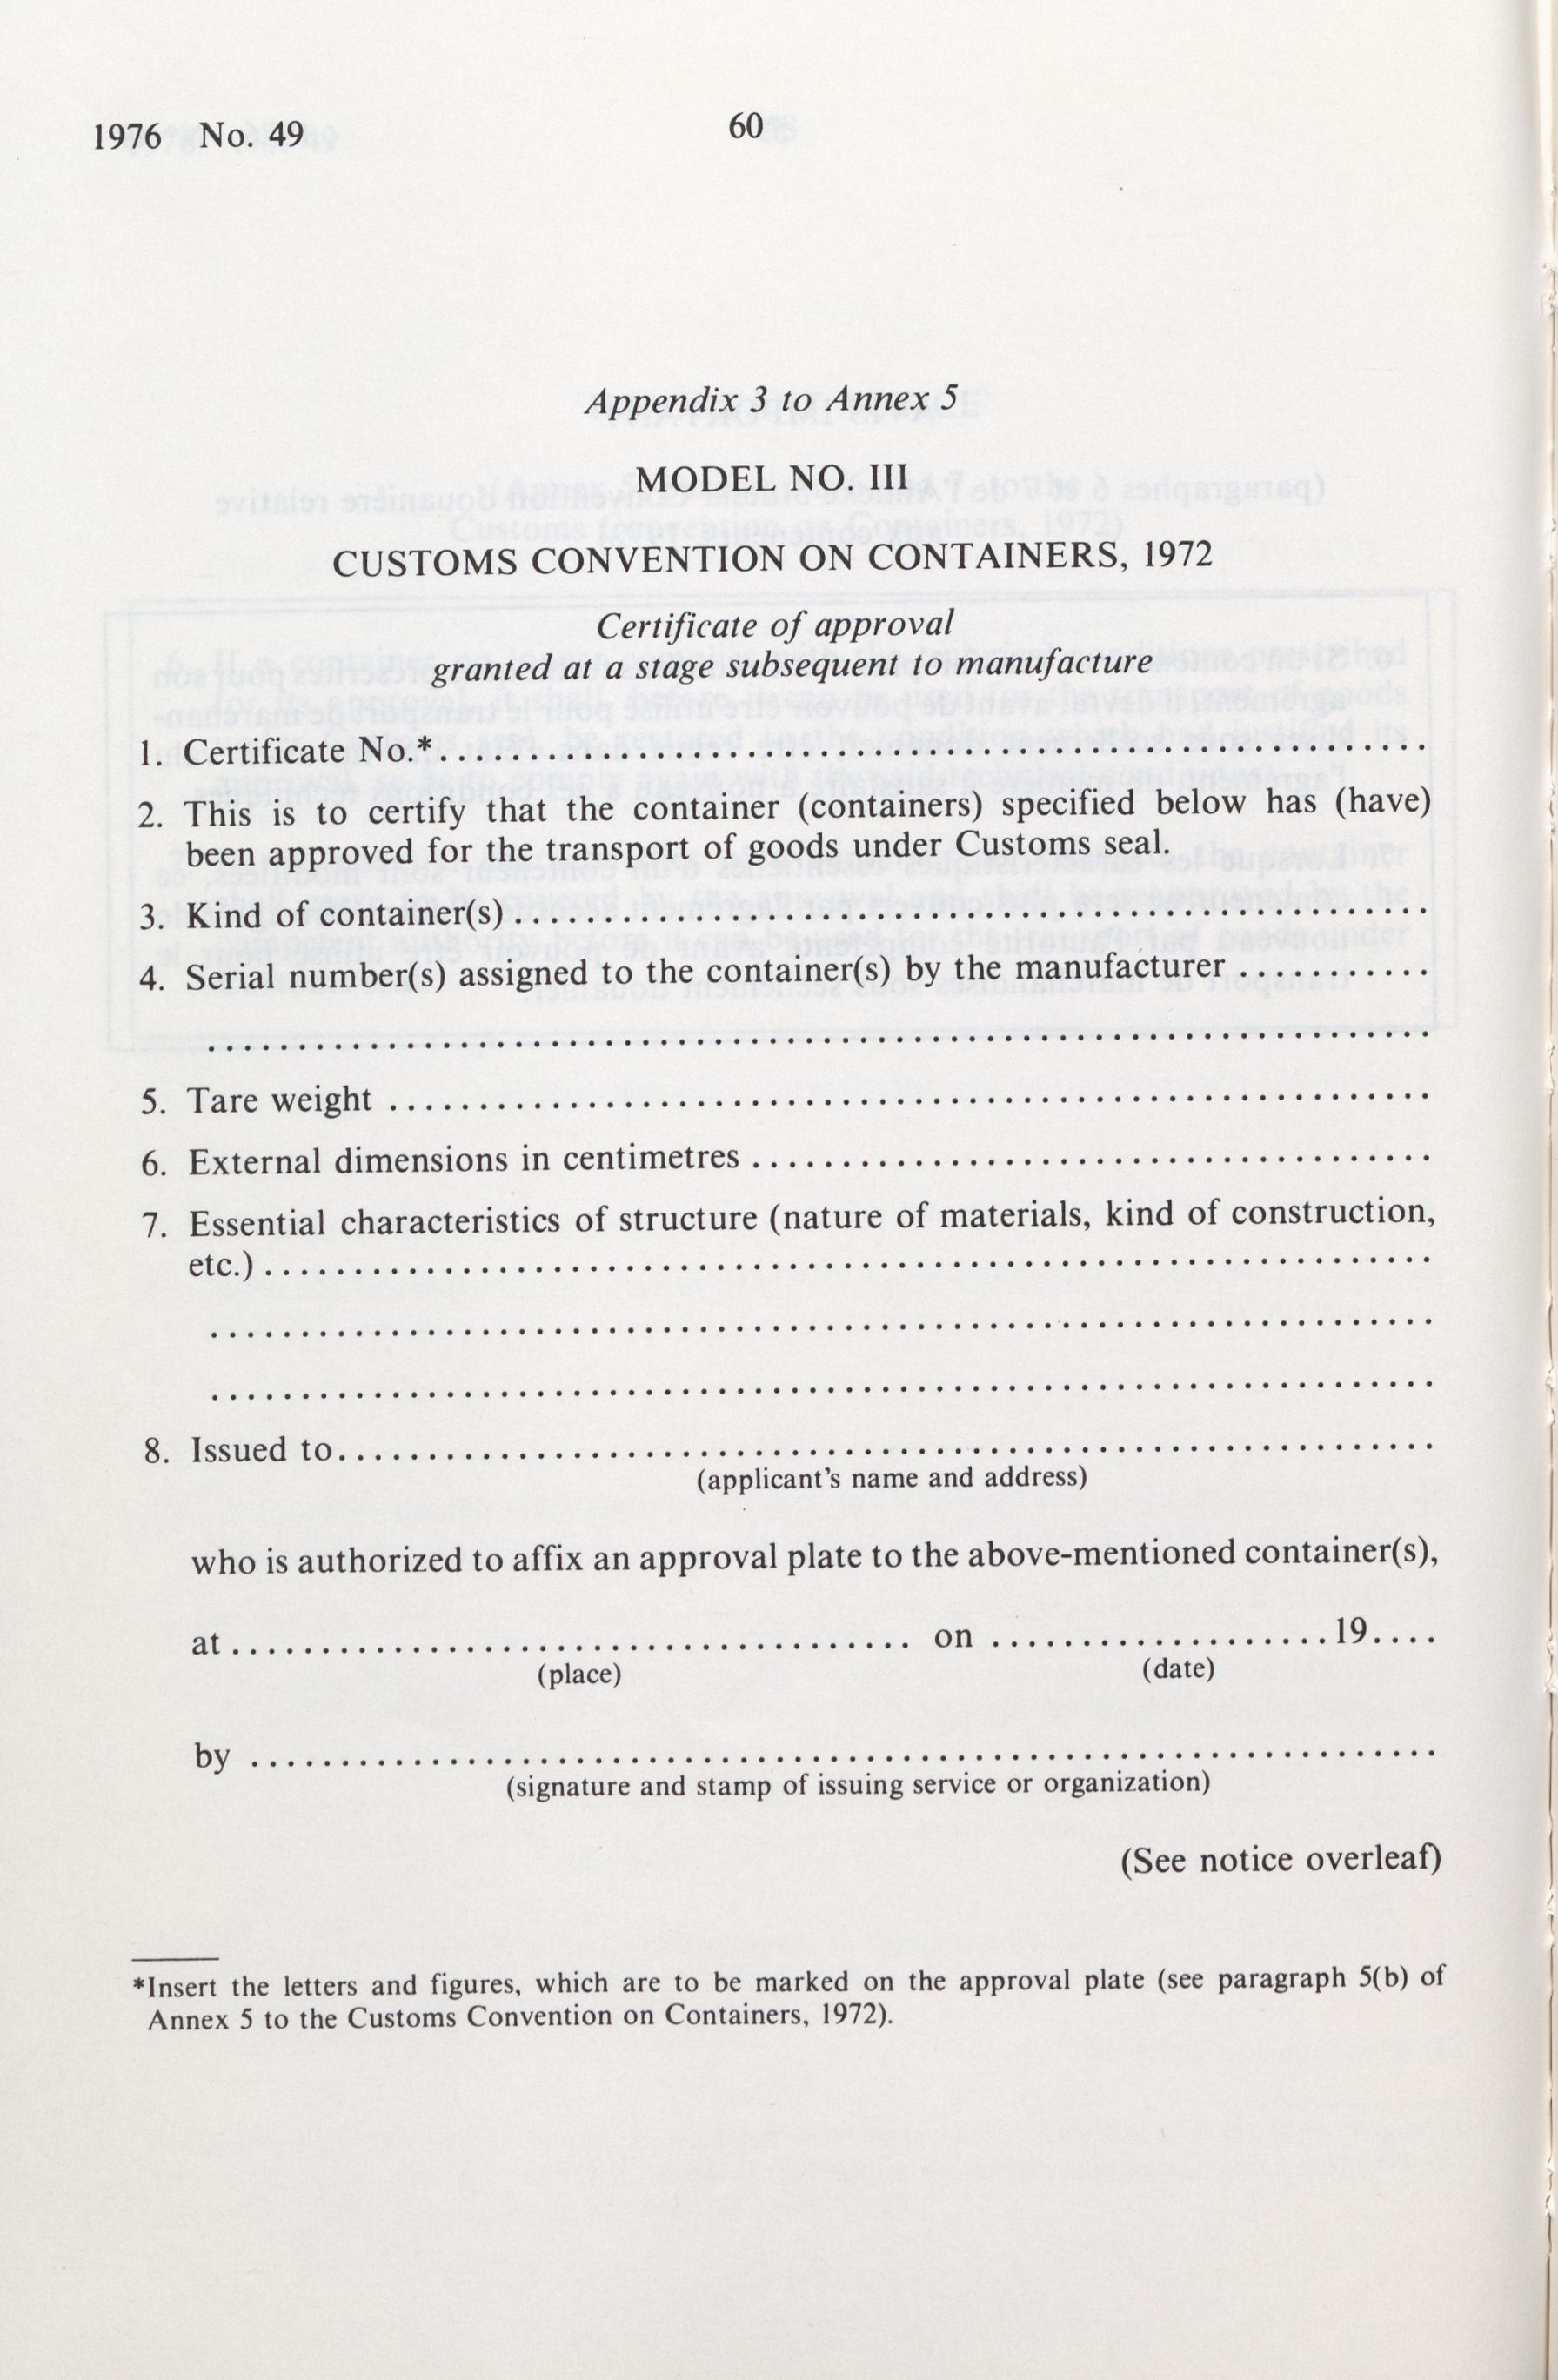 1976 No. 49
60
Appendix 3 to Annex 5
MODEL NO. III
CUSTOMS CONVENTION ON CONTAINERS, 1972
Certificate of approval
granted at a stage subsequent to manufacture
1. Certificate No.*..........................................................
2. This is to certify that the container (containers) specified below has (have)
been approved for the transport of goods under Customs seal.
3. Kind of container(s) ....................................................
4. Serial number(s) assigned to the container(s) by the manufacturer ...........
....................................................................
5. Tare weight ..........................................................
6. External dimensions in centimetres ......................................
7. Essential characteristics of structure (nature of materials, kind of construction,
etc.) .................................................................
....................................................................
....................................................................
8. Issued to.............................................................
(applicant's name and address)
who is authorized to affix an approval plate to the above-mentioned container(s),
at ...................................... on ...................19....
(place) (date)
by ..................................................................
(signature and stamp of issuing service or organization)
(See notice overleaf)
*Insert the letters and figures, which are to be marked on the approval plate (see paragraph 5(b) of
Annex 5 to the Customs Convention on Containers, 1972).